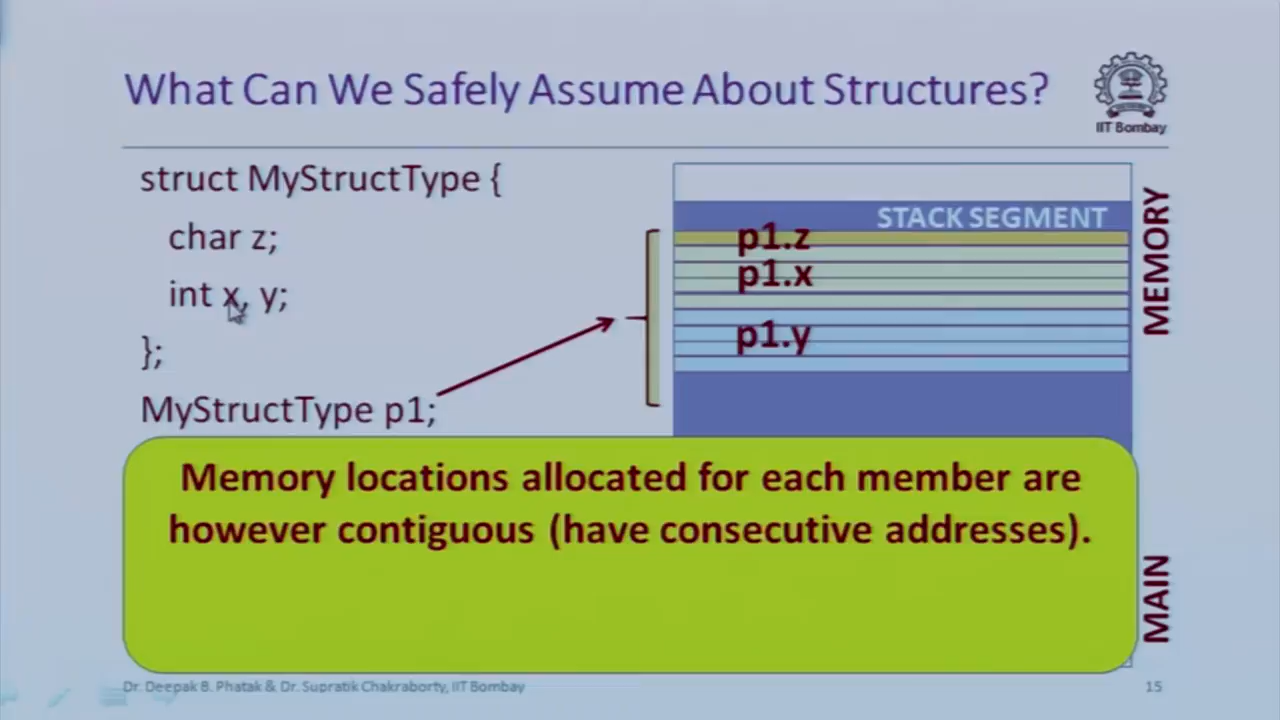 What Can We Safely Assume About Structures?
IIT Bombay
struct MyStructType {
char z;
int x, y;
};
MyStructType p1;
STACK SEGMENT
p1.z
p1.x
p1.y
MEMORY
MAIN
Memory locations allocated for each member are
however contiguous (have consecutive addresses).
Dr. Deepak B. Phatak & Dr. Supratik Chakraborty, IIT Bombay
15